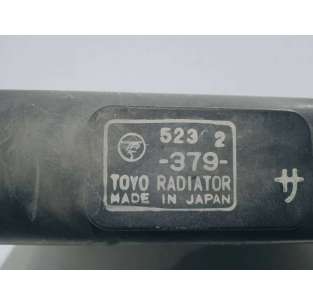 523 2
-379-
TOYO RADIATOR
MADE IN JAPAN
サ